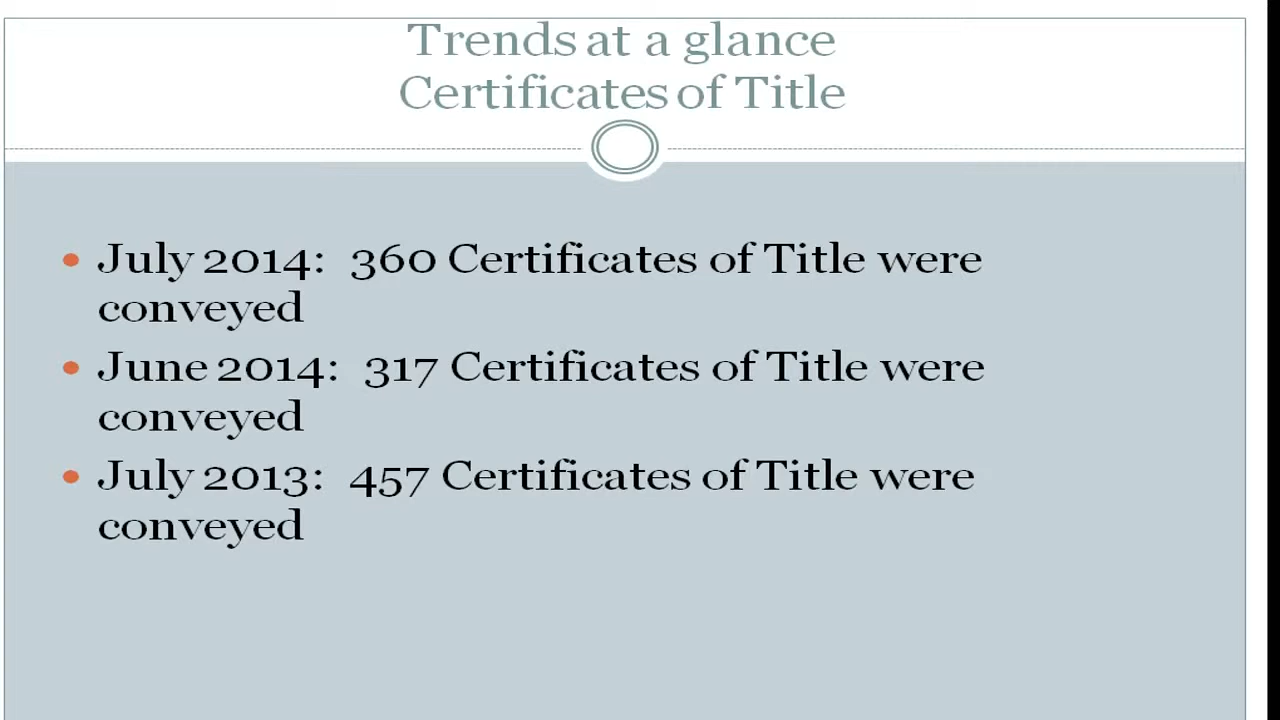 Trends at a glance
Certificates of Title
• July 2014: 360 Certificates of Title were
conveyed
• June 2014: 317 Certificates of Title were
conveyed
• July 2013: 457 Certificates of Title were
conveyed